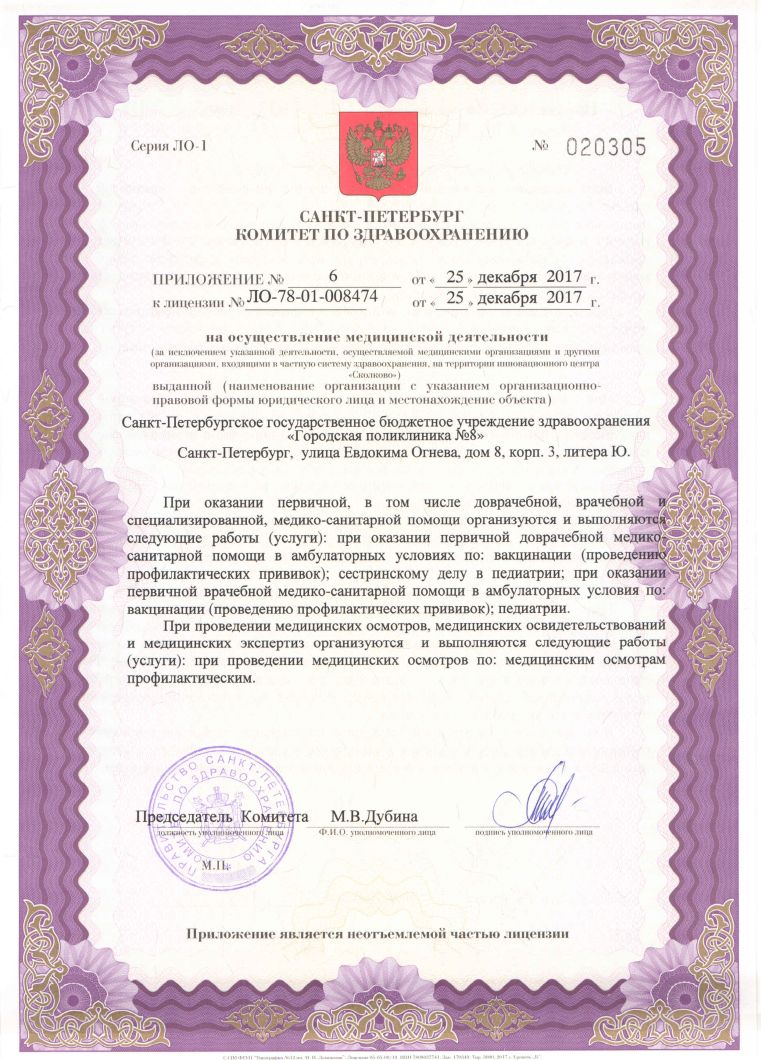 Серия ЛО-1
№ 020305
САНКТ-ПЕТЕРБУРГ
КОМИТЕТ ПО ЗДРАВООХРАНЕНИЮ
ПРИЛОЖЕНИЕ № 6 от « 25 » декабря 2017 г.
к лицензии № ЛО-78-01-008474 от « 25 » декабря 2017 г.
на осуществление медицинской деятельности
(за исключением указанной деятельности, осуществляемой медицинскими организациями и другими
организациями, входящими в частную систему здравоохранения, на территории инновационного центра
«Сколково»)
выданной (наименование организации с указанием организационно-
правовой формы юридического лица и местонахождение объекта)
Санкт-Петербургское государственное бюджетное учреждение здравоохранения
«Городская поликлиника №8»
Санкт-Петербург, улица Евдокима Огнева, дом 8, корп. 3, литера Ю.
При оказании первичной, в том числе доврачебной, врачебной и
специализированной, медико-санитарной помощи организуются и выполняются
следующие работы (услуги): при оказании первичной доврачебной медико-
санитарной помощи в амбулаторных условиях по: вакцинации (проведению
профилактических прививок); сестринскому делу в педиатрии; при оказании
первичной врачебной медико-санитарной помощи в амбулаторных условия по:
вакцинации (проведению профилактических прививок); педиатрии.
При проведении медицинских осмотров, медицинских освидетельствований
и медицинских экспертиз организуются и выполняются следующие работы
(услуги): при проведении медицинских осмотров по: медицинским осмотрам
профилактическим.
ПРАВИТЕЛЬСТВО САНКТ-ПЕТЕРБУРГА
КОМИТЕТ ПО ЗДРАВООХРАНЕНИЮ
Председатель Комитета М.В.Дубина
должность уполномоченного лица Ф.И.О. уполномоченного лица подпись уполномоченного лица
М.П.
Приложение является неотъемлемой частью лицензии